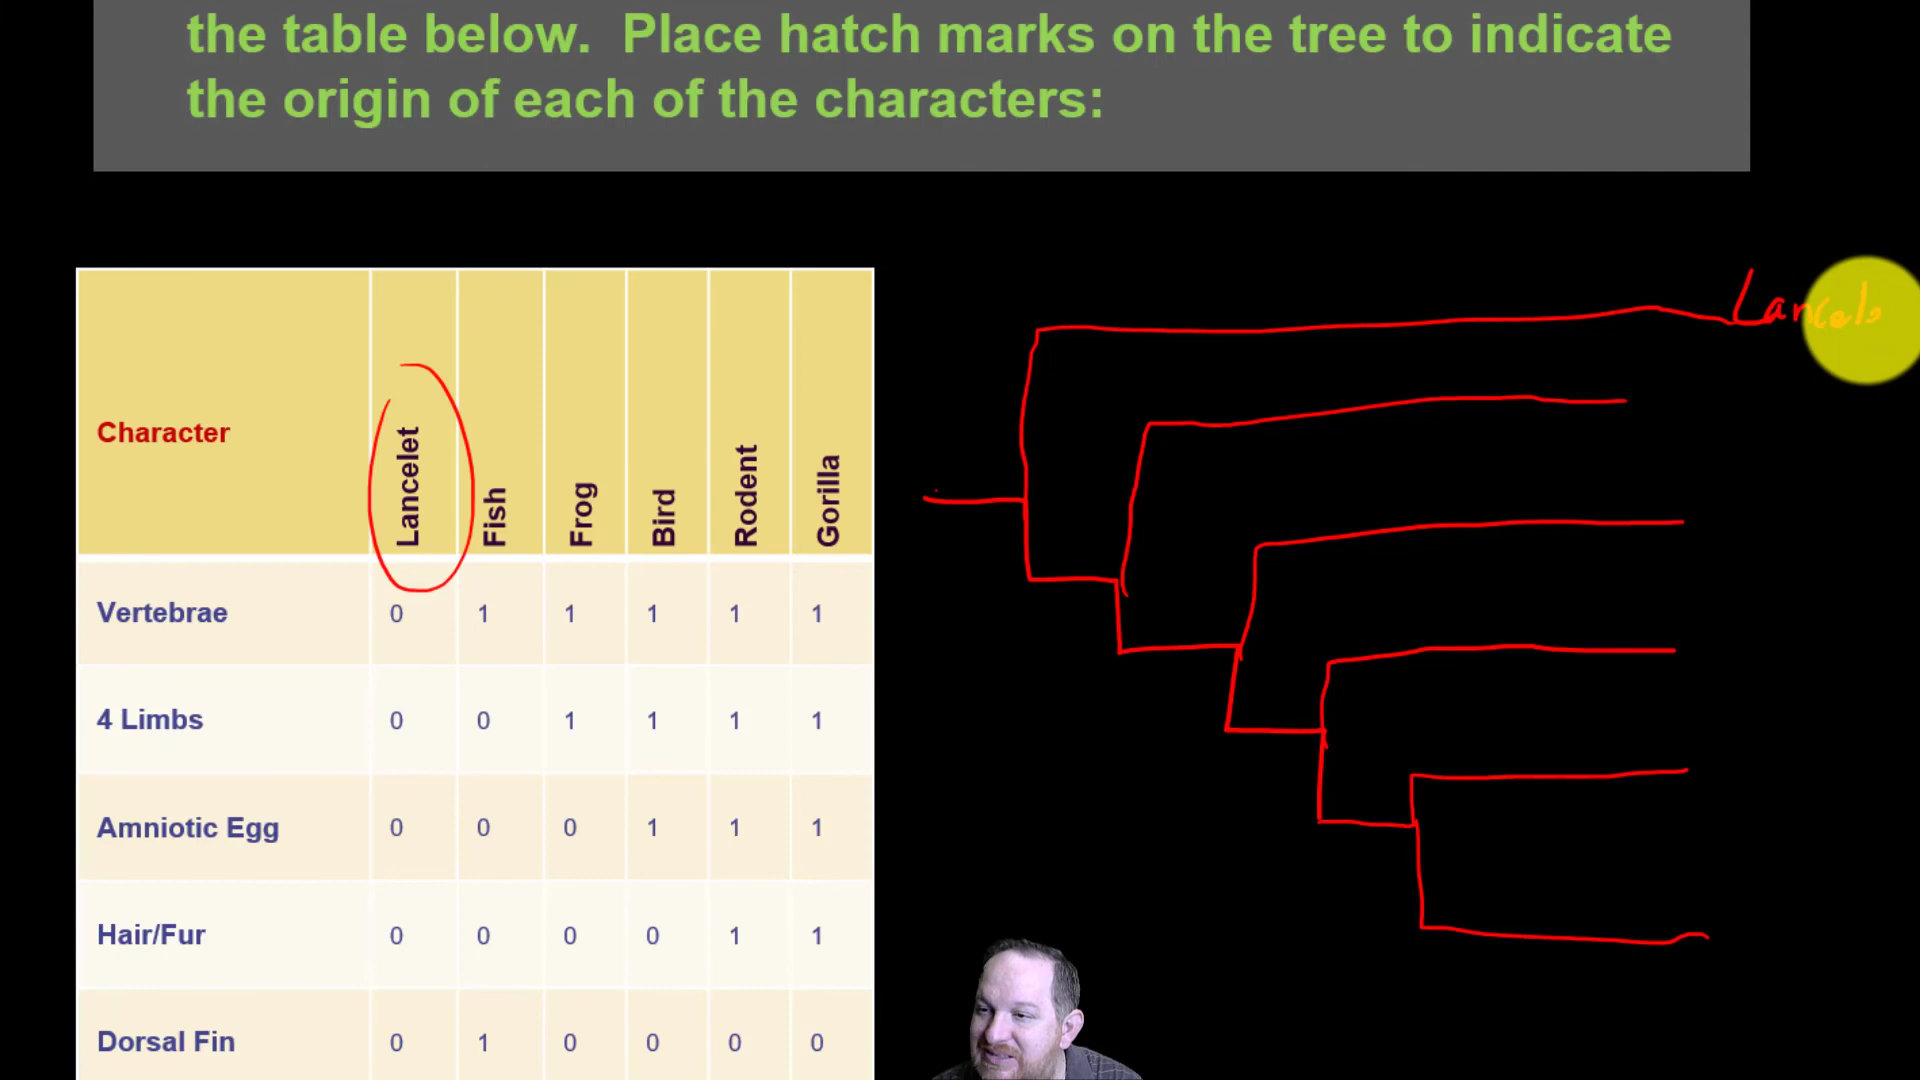 the table below. Place hatch marks on the tree to indicate
the origin of each of the characters:
Character Lancelet Fish Frog Bird Rodent Gorilla
Vertebrae 0 1 1 1 1 1
4 Limbs 0 0 1 1 1 1
Amniotic Egg 0 0 0 1 1 1
Hair/Fur 0 0 0 0 1 1
Dorsal Fin 0 1 0 0 0 0
Lancele